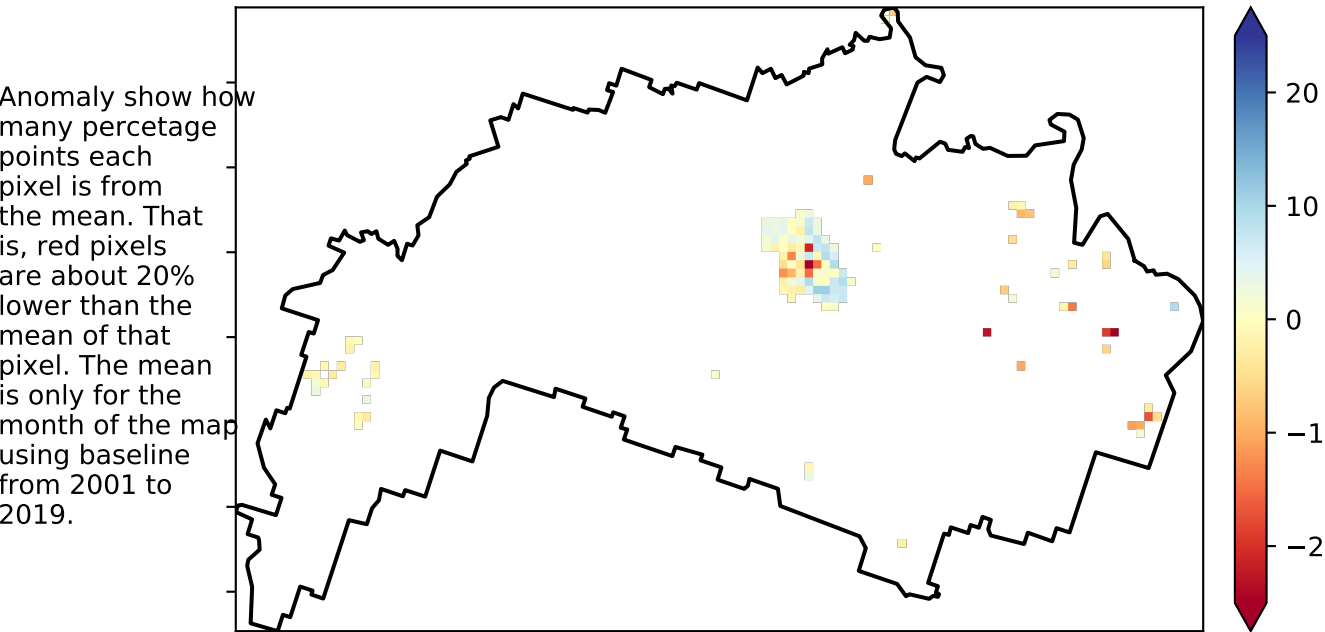 Anomaly show how
many percetage
points each
pixel is from
the mean. That
is, red pixels
are about 20%
lower than the
mean of that
pixel. The mean
is only for the
month of the map
using baseline
from 2001 to
2019.
20
10
0
−1
−2